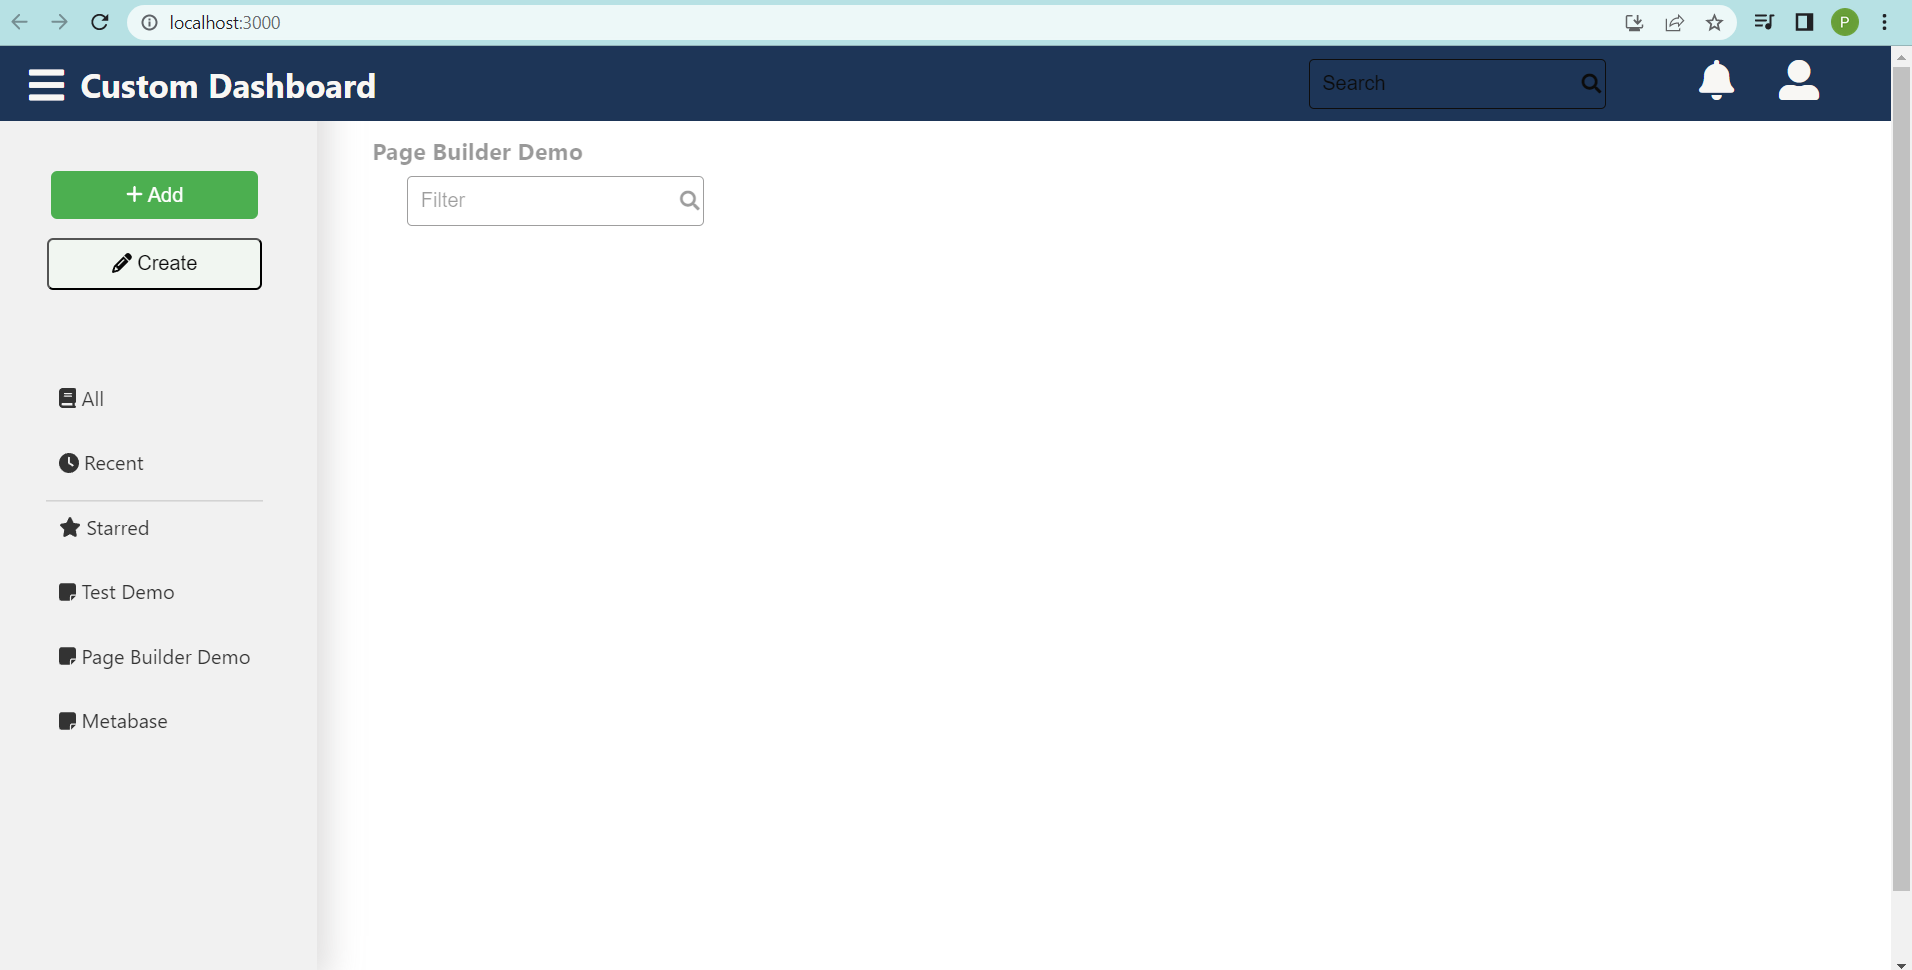 localhost:3000
P
Custom Dashboard
Search
Page Builder Demo
Filter
+ Add
Create
All
Recent
Starred
Test Demo
Page Builder Demo
Metabase